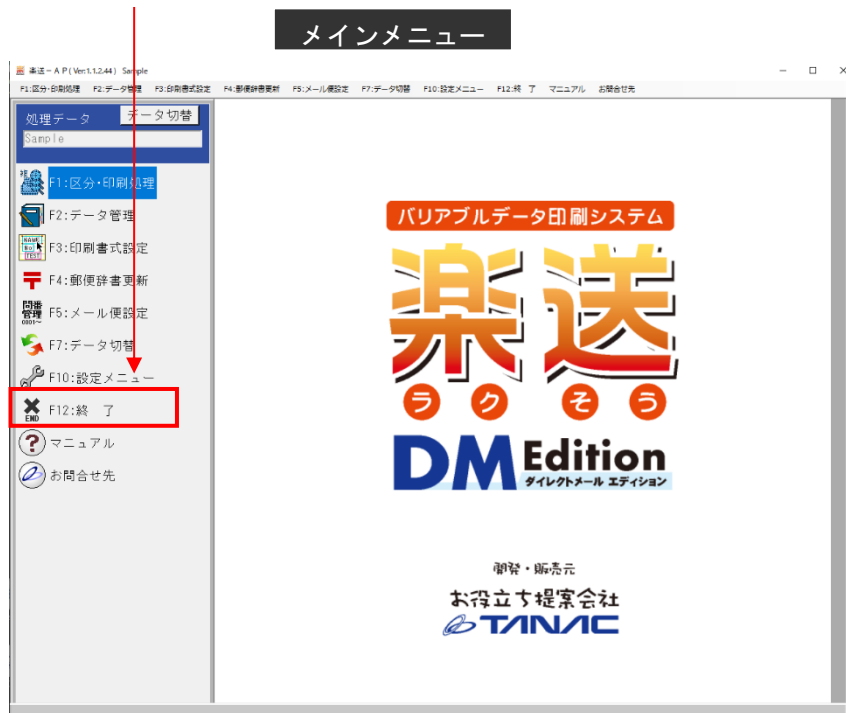 メインメニュー
楽送－ＡＰ(Ver:1.1.2.44) Sample
F1:区分・印刷処理 F2:データ管理 F3:印刷書式設定 F4:郵便辞書更新 F5:メール便設定 F7:データ切替 F10:設定メニュー F12:終 了 マニュアル お問合せ先
処理データ データ切替
Sample
F1:区分・印刷処理
F2:データ管理
F3:印刷書式設定
F4:郵便辞書更新
問番
管理
0001～
F5:メール便設定
F7:データ切替
F10:設定メニュー
END
F12:終 了
マニュアル
お問合せ先
バリアブルデータ印刷システム
楽送
ラクそう
DM Edition
ダイレクトメール エディション
開発・販売元
お役立ち提案会社
TANAC